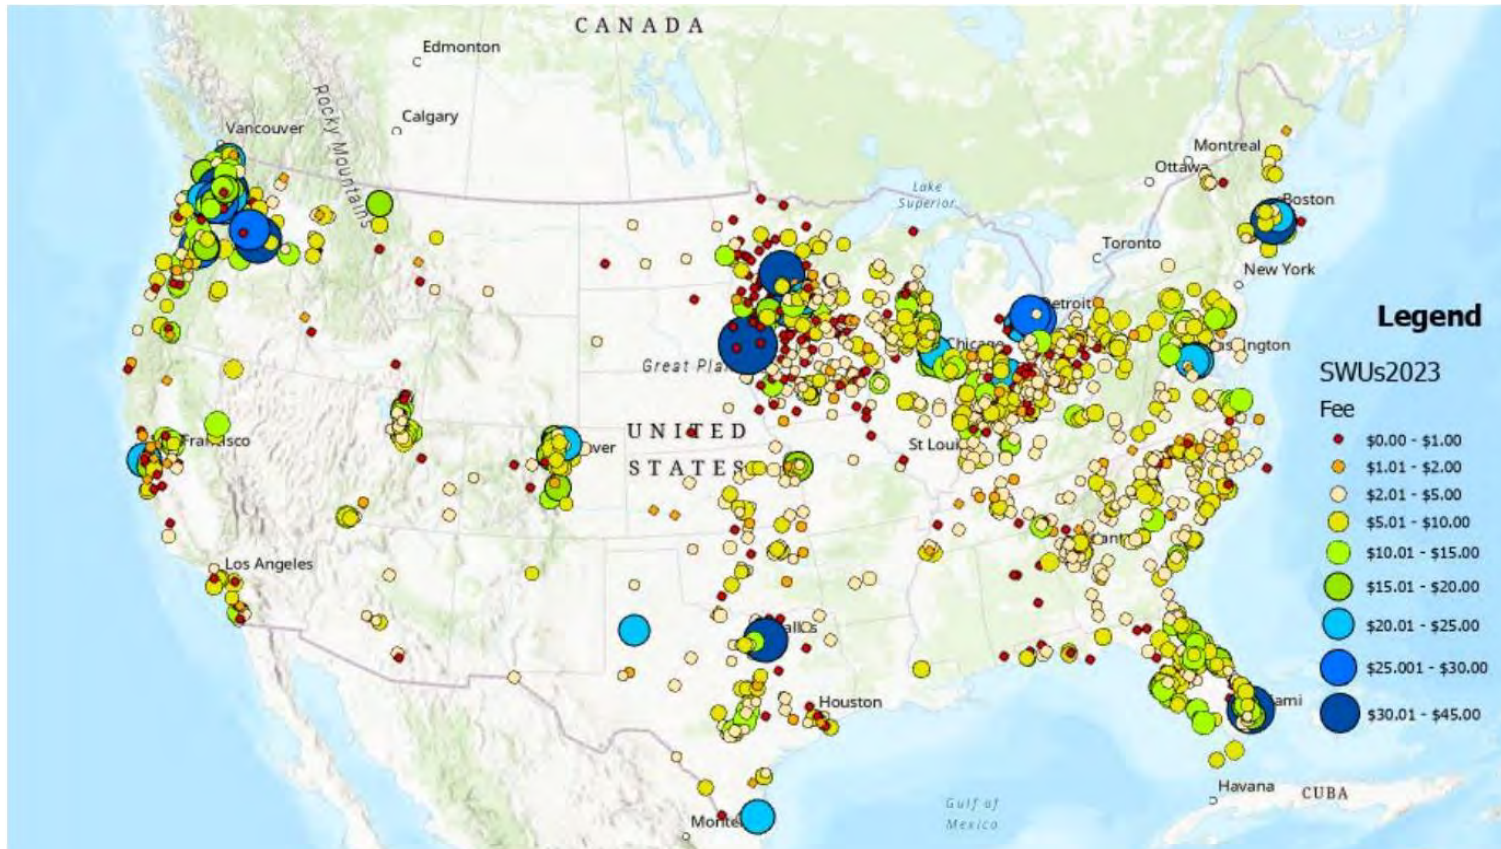 CANADA
Edmonton
Rocky Mountains
Calgary
Vancouver
Montreal
Ottawa
Lake
Superior
Boston
Toronto
New York
Detroit
Legend
Chicago
SWUs2023
Fee
UNITED
STATES
St Loui
$0.00 - $1.00
$1.01 - $2.00
$2.01 - $5.00
$5.01 - $10.00
$10.01 - $15.00
$15.01 - $20.00
$20.01 - $25.00
$25.001 - $30.00
$30.01 - $45.00
Los Angeles
Houston
ami
Havana
CUBA
Gulf of
Mexico